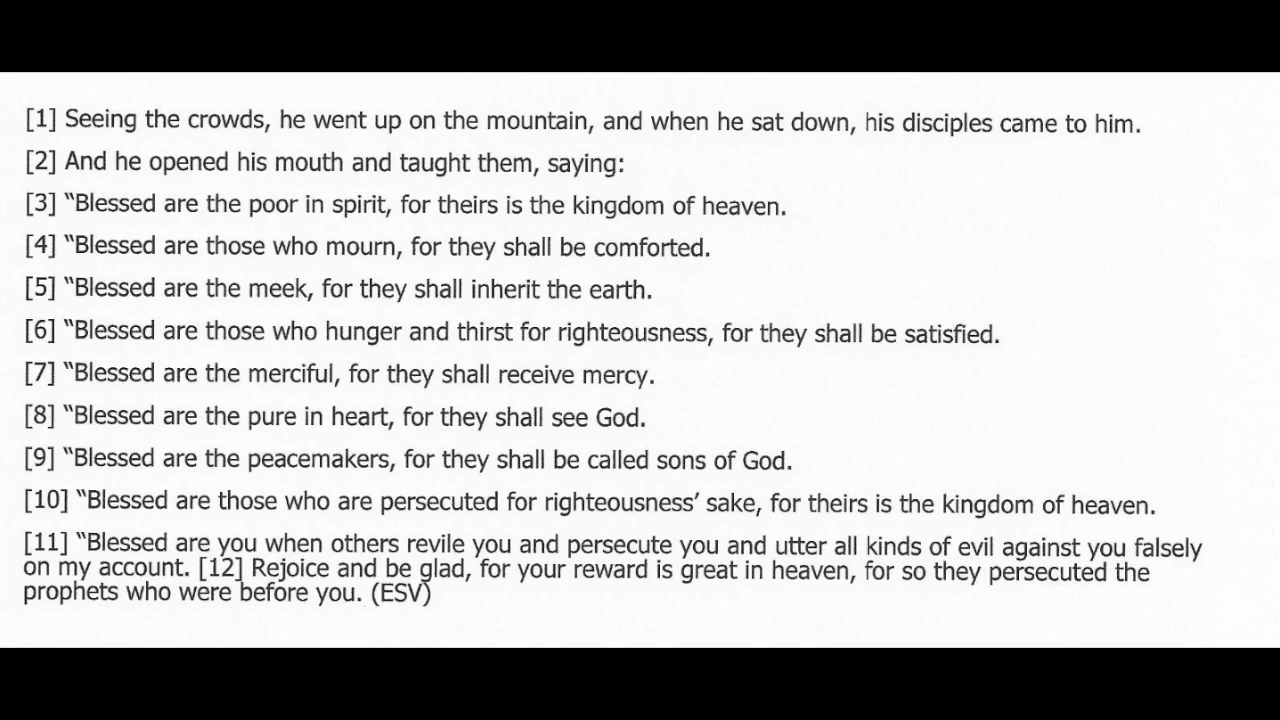 [1] Seeing the crowds, he went up on the mountain, and when he sat down, his disciples came to him.
[2] And he opened his mouth and taught them, saying:
[3] “Blessed are the poor in spirit, for theirs is the kingdom of heaven.
[4] “Blessed are those who mourn, for they shall be comforted.
[5] “Blessed are the meek, for they shall inherit the earth.
[6] “Blessed are those who hunger and thirst for righteousness, for they shall be satisfied.
[7] “Blessed are the merciful, for they shall receive mercy.
[8] “Blessed are the pure in heart, for they shall see God.
[9] “Blessed are the peacemakers, for they shall be called sons of God.
[10] “Blessed are those who are persecuted for righteousness’ sake, for theirs is the kingdom of heaven.
[11] “Blessed are you when others revile you and persecute you and utter all kinds of evil against you falsely
on my account. [12] Rejoice and be glad, for your reward is great in heaven, for so they persecuted the
prophets who were before you. (ESV)